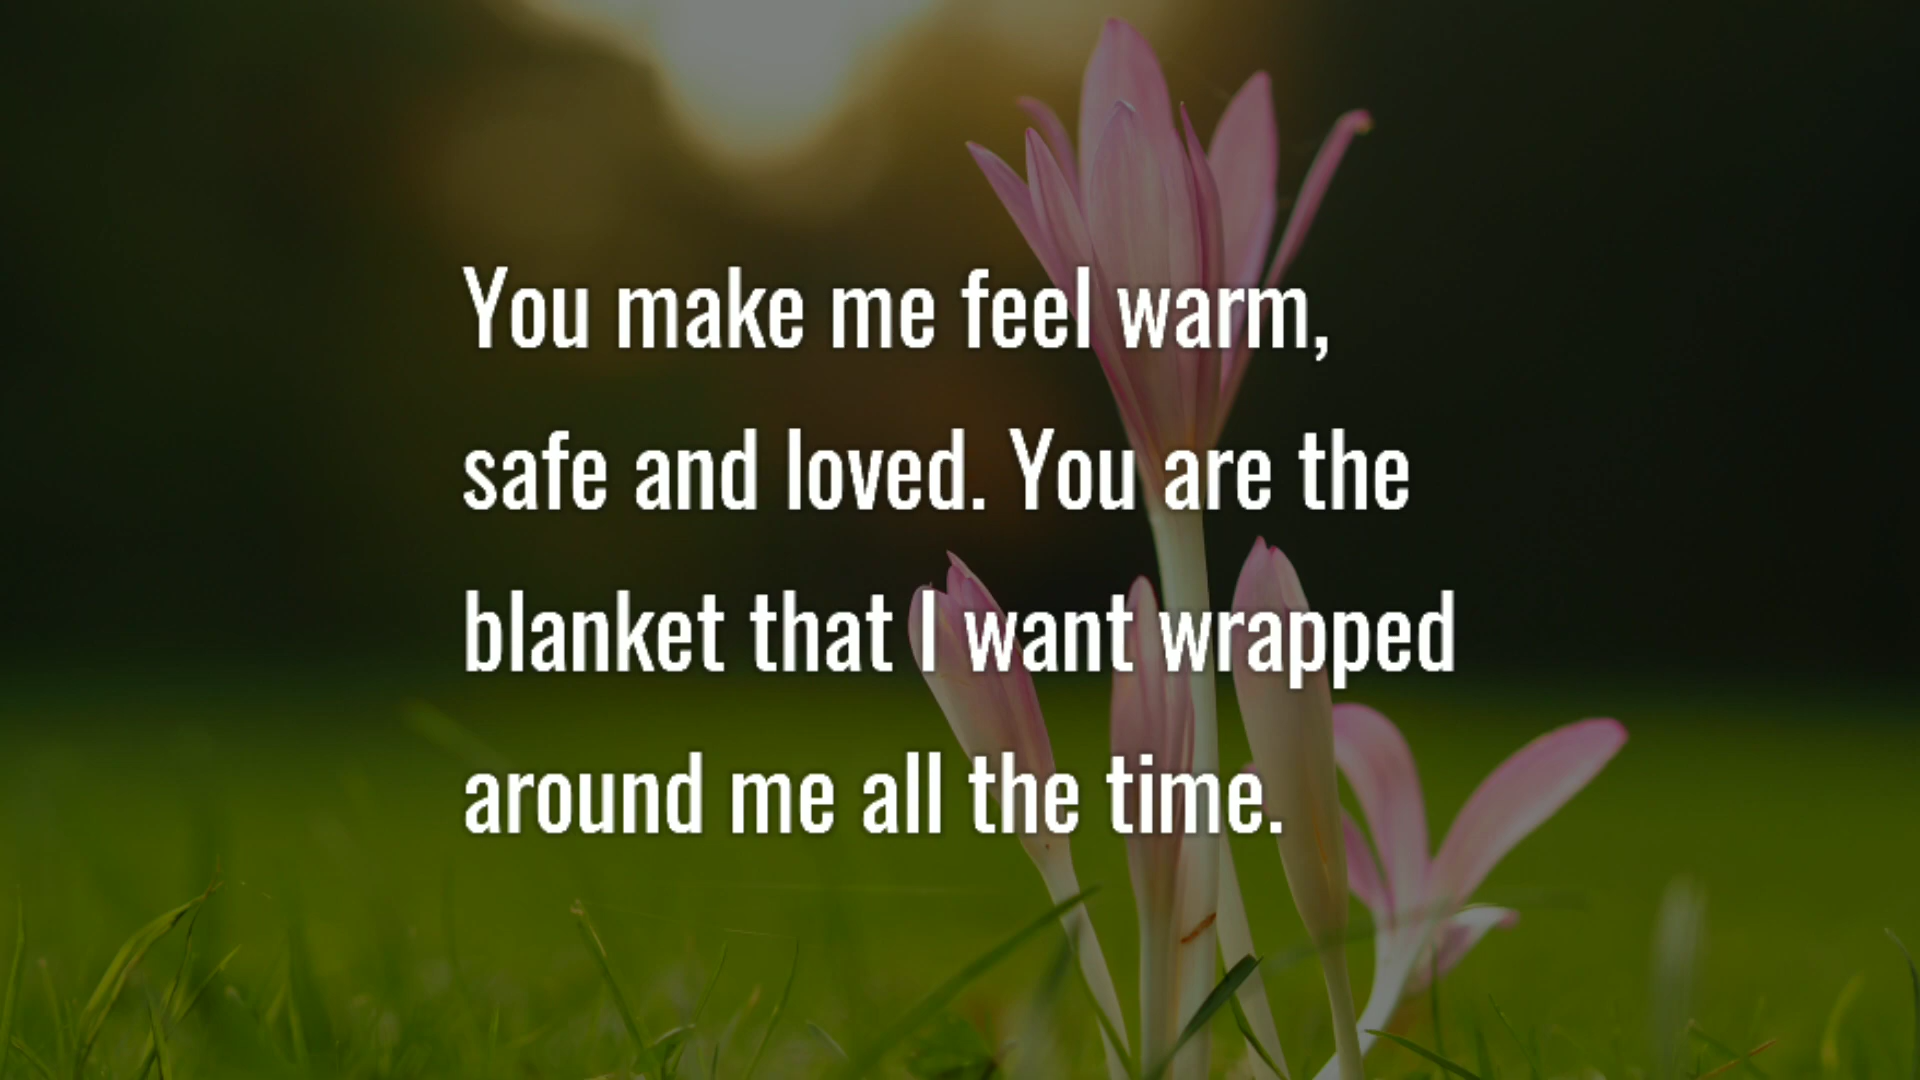 You make me feel warm,
safe and loved. You are the
blanket that I want wrapped
around me all the time.